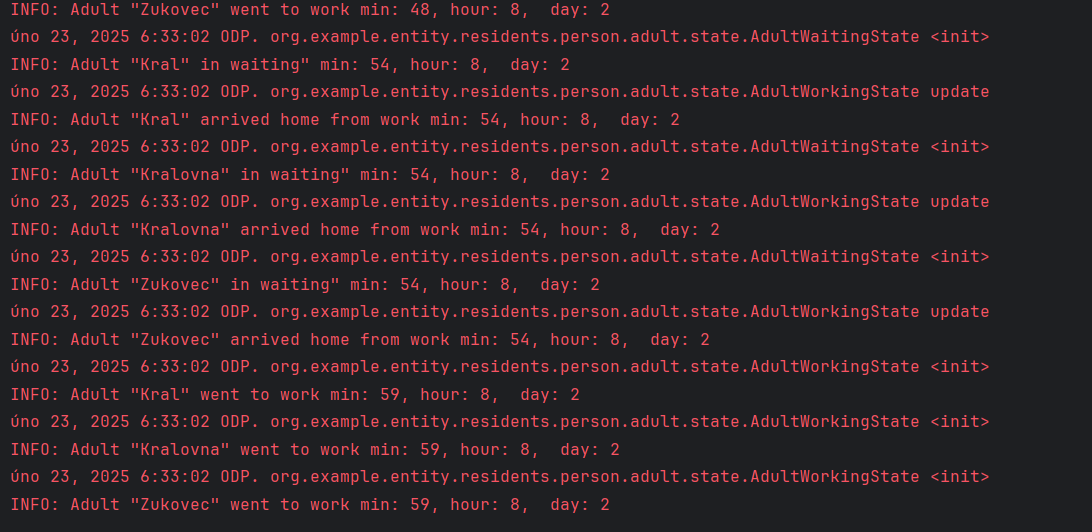 INFO: Adult "Zukovec" went to work min: 48, hour: 8,  day: 2
úno 23, 2025 6:33:02 ODP. org.example.entity.residents.person.adult.state.AdultWaitingState <init>
INFO: Adult "Kral" in waiting" min: 54, hour: 8,  day: 2
úno 23, 2025 6:33:02 ODP. org.example.entity.residents.person.adult.state.AdultWorkingState update
INFO: Adult "Kral" arrived home from work min: 54, hour: 8,  day: 2
úno 23, 2025 6:33:02 ODP. org.example.entity.residents.person.adult.state.AdultWaitingState <init>
INFO: Adult "Kralovna" in waiting" min: 54, hour: 8,  day: 2
úno 23, 2025 6:33:02 ODP. org.example.entity.residents.person.adult.state.AdultWorkingState update
INFO: Adult "Kralovna" arrived home from work min: 54, hour: 8,  day: 2
úno 23, 2025 6:33:02 ODP. org.example.entity.residents.person.adult.state.AdultWaitingState <init>
INFO: Adult "Zukovec" in waiting" min: 54, hour: 8,  day: 2
úno 23, 2025 6:33:02 ODP. org.example.entity.residents.person.adult.state.AdultWorkingState update
INFO: Adult "Zukovec" arrived home from work min: 54, hour: 8,  day: 2
úno 23, 2025 6:33:02 ODP. org.example.entity.residents.person.adult.state.AdultWorkingState <init>
INFO: Adult "Kral" went to work min: 59, hour: 8,  day: 2
úno 23, 2025 6:33:02 ODP. org.example.entity.residents.person.adult.state.AdultWorkingState <init>
INFO: Adult "Kralovna" went to work min: 59, hour: 8,  day: 2
úno 23, 2025 6:33:02 ODP. org.example.entity.residents.person.adult.state.AdultWorkingState <init>
INFO: Adult "Zukovec" went to work min: 59, hour: 8,  day: 2